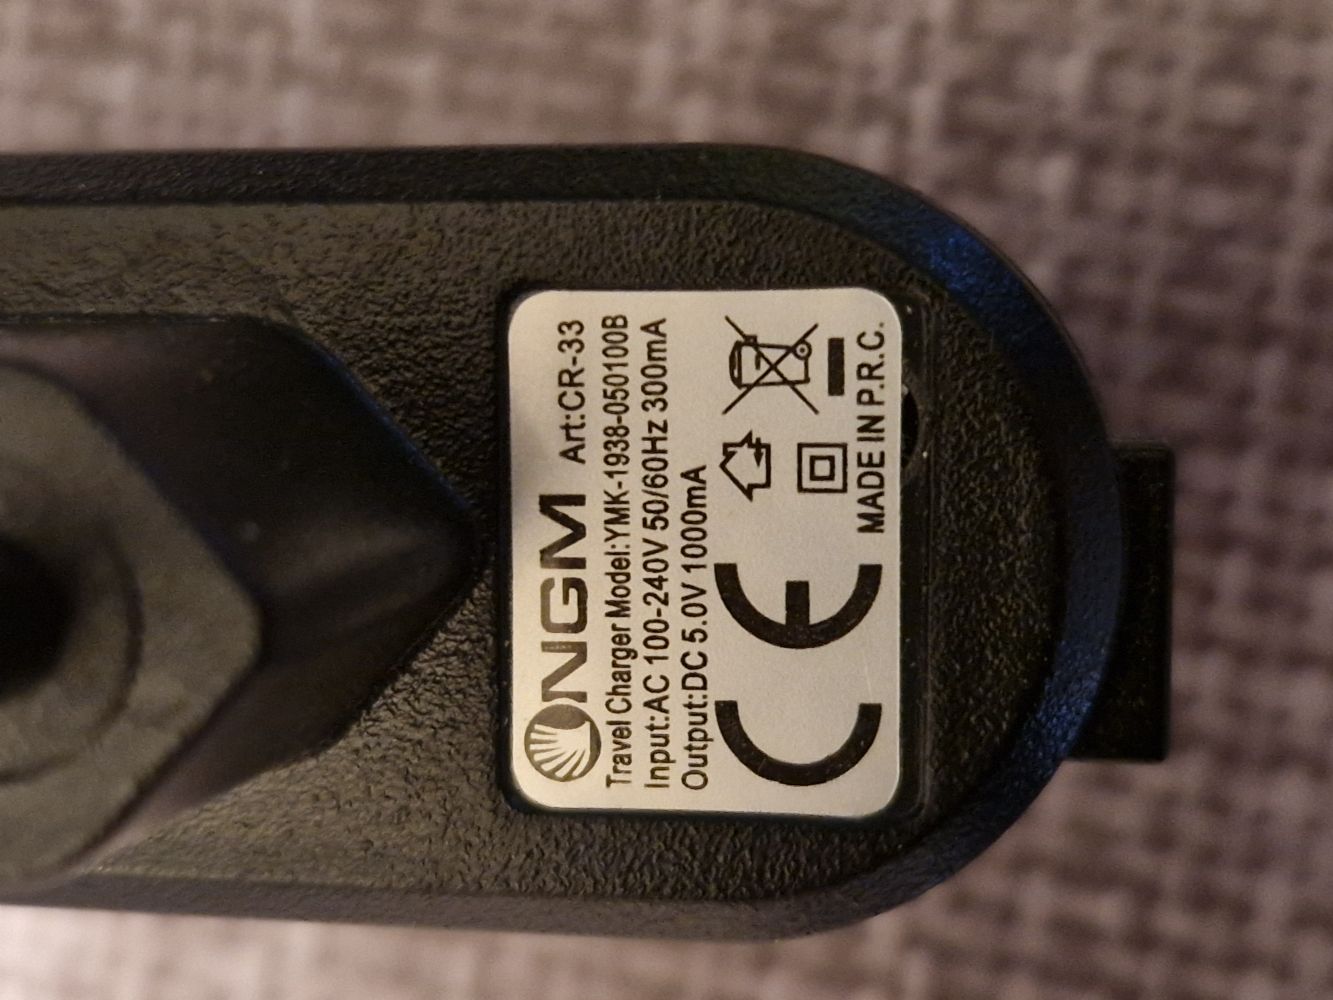 NGM Art:CR-33
Travel Charger Model:YMK-1938-050100B
Input:AC 100-240V 50/60Hz 300mA
Output:DC 5.0V 1000mA
CE
MADE IN P.R.C.